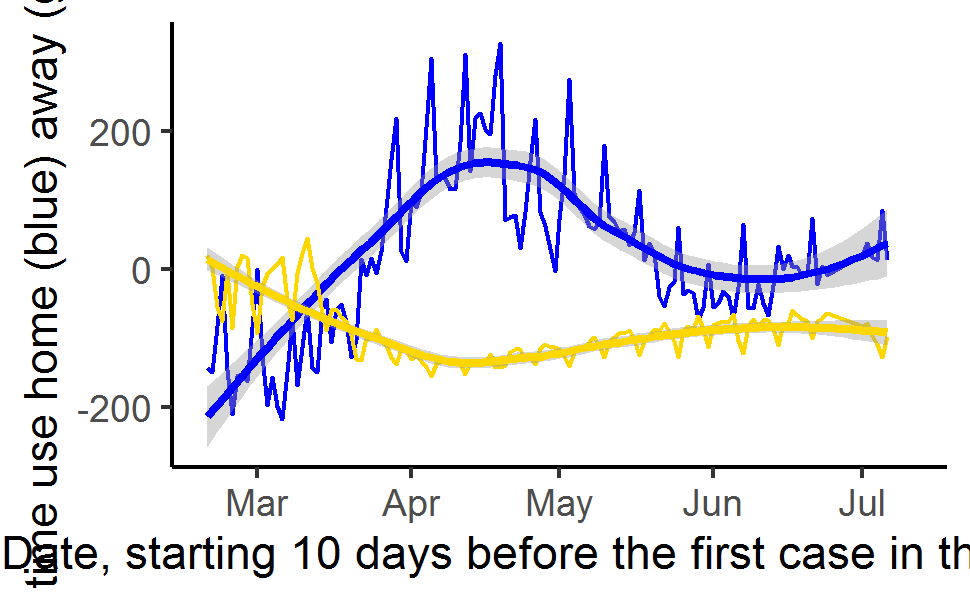 time use home (blue) away (
200
0
-200
Mar Apr May Jun Jul
Date, starting 10 days before the first case in th